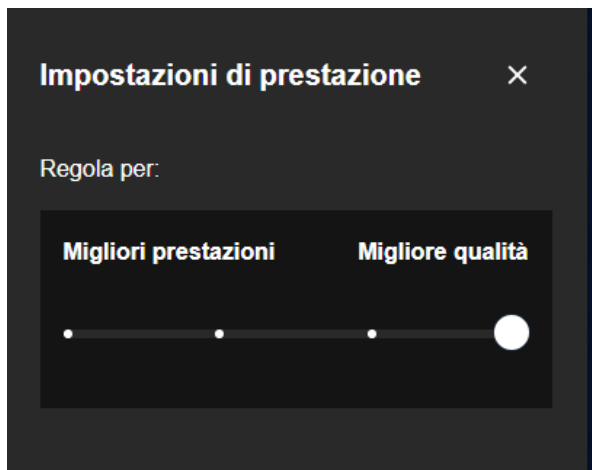 Impostazioni di prestazione
Regola per:
Migliori prestazioni Migliore qualità